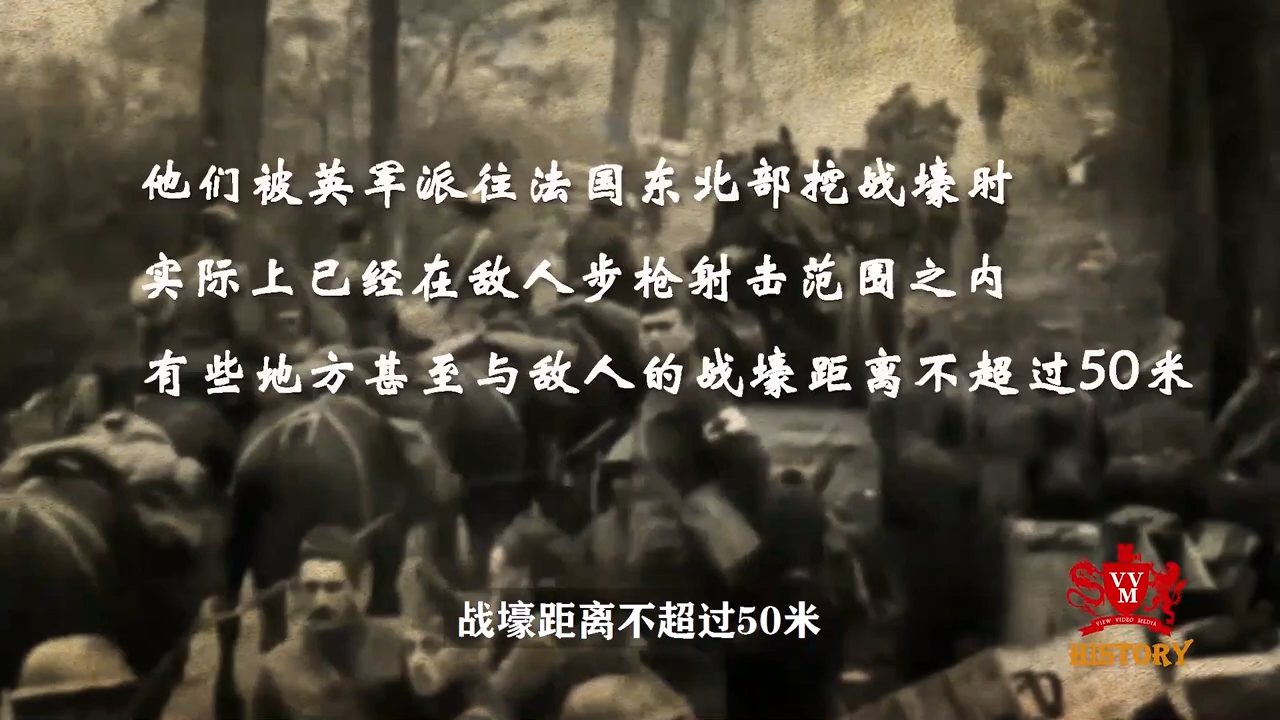 他们被英军派往法国东北部挖战壕时
实际上已经在敌人步枪射击范围之内
有些地方甚至与敌人的战壕距离不超过50米
战壕距离不超过50米
VV
M
VIEW VIDEO MEDIA
HISTORY